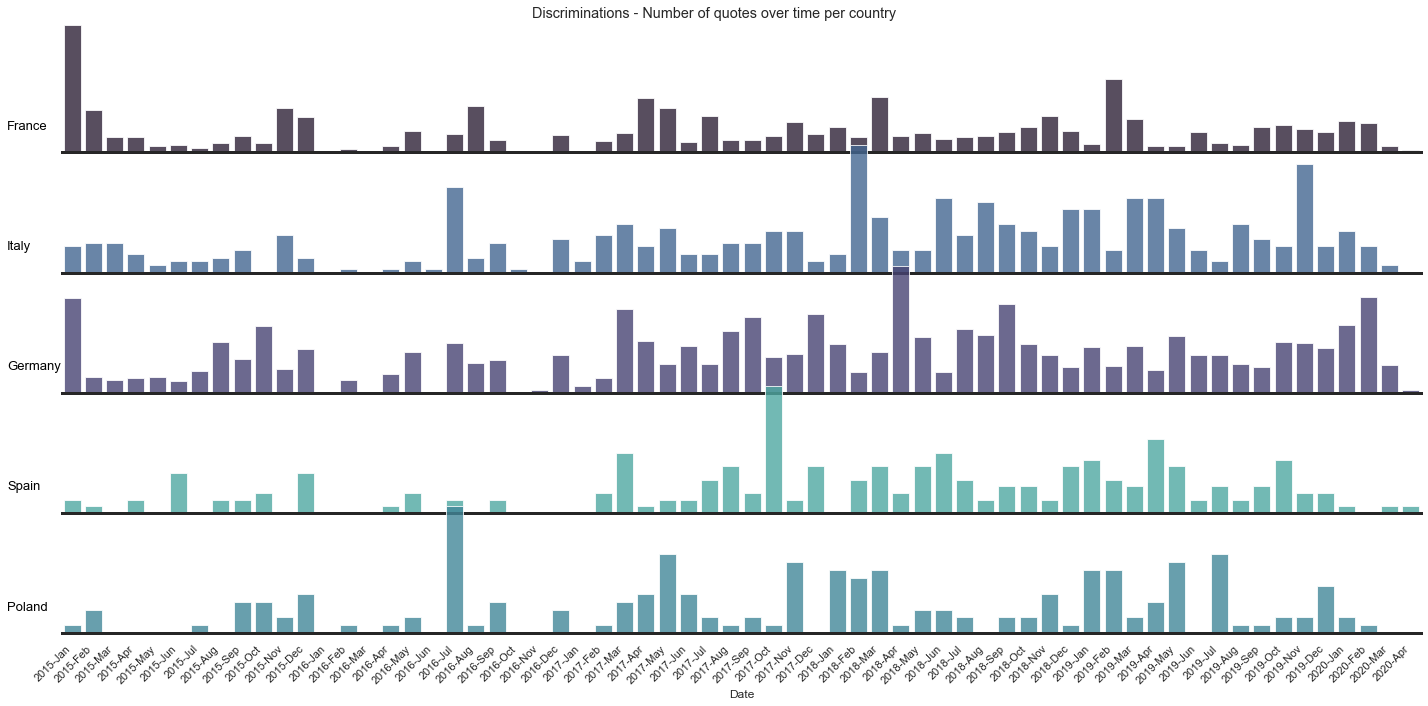 Discriminations - Number of quotes over time per country
France
Italy
Germany
Spain
Poland
2015-Jan
2015-Feb
2015-Mar
2015-Apr
2015-May
2015-Jun
2015-Jul
2015-Aug
2015-Sep
2015-Oct
2015-Nov
2015-Dec
2016-Jan
2016-Feb
2016-Mar
2016-Apr
2016-May
2016-Jun
2016-Jul
2016-Aug
2016-Sep
2016-Oct
2016-Nov
2016-Dec
2017-Jan
2017-Feb
2017-Mar
2017-Apr
2017-May
2017-Jun
2017-Jul
2017-Aug
2017-Sep
2017-Oct
2017-Nov
2017-Dec
2018-Jan
2018-Feb
2018-Mar
2018-Apr
2018-May
2018-Jun
2018-Jul
2018-Aug
2018-Sep
2018-Oct
2018-Nov
2018-Dec
2019-Jan
2019-Feb
2019-Mar
2019-Apr
2019-May
2019-Jun
2019-Jul
2019-Aug
2019-Sep
2019-Oct
2019-Nov
2019-Dec
2020-Jan
2020-Feb
2020-Mar
2020-Apr
Date